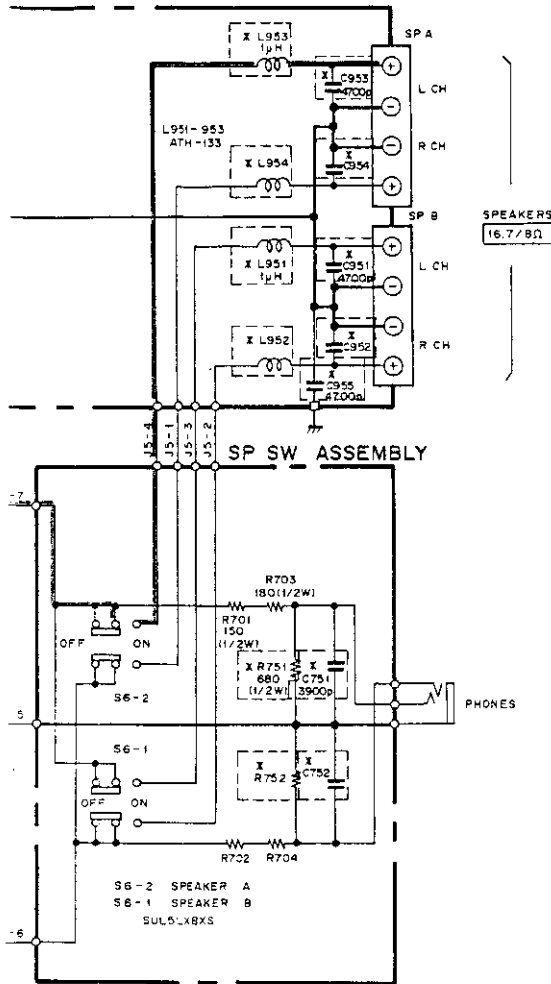 SP A
X L953
1μH
X
C953
4700p
L CH
L951-953
ATH-133
R CH
X
C954
X L954
SP B
SPEAKERS
16.7/8Ω
X L951
1μH
X
C951
4700p
L CH
X L952
X
C952
R CH
X
C955
4700p
J5-4
J5-1
J5-3
J5-2
SP SW ASSEMBLY
-7
R703
180(1/2W)
R701
150
(1/2W)
OFF
ON
X R751
680
(1/2W)
X
C751
3900p
S6-2
PHONES
5
S6-1
X
R752
X
C752
OFF
ON
R702
R704
S6-2 SPEAKER A
S6-1 SPEAKER B
-6